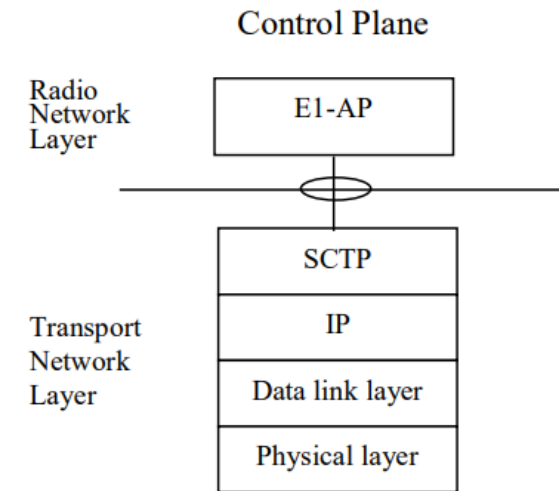 Control Plane
Radio
Network
Layer
E1-AP
SCTP
IP
Transport
Network
Layer
Data link layer
Physical layer